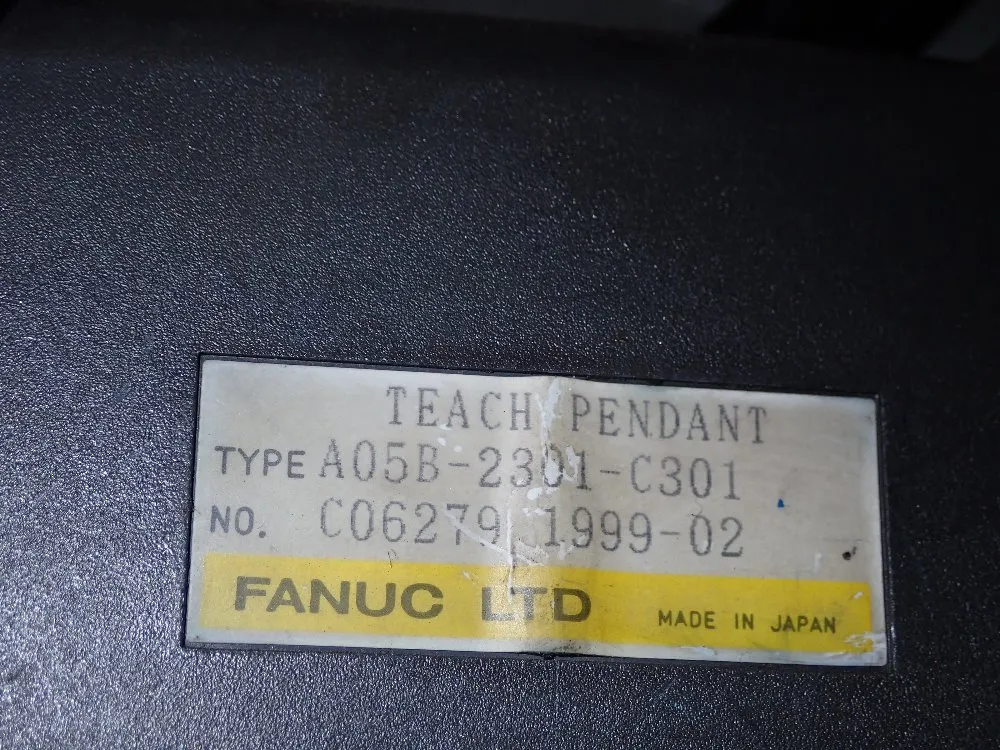 TEACH PENDANT
TYPE A05B-2301-C301
NO. C06279 1999-02
FANUC LTD MADE IN JAPAN